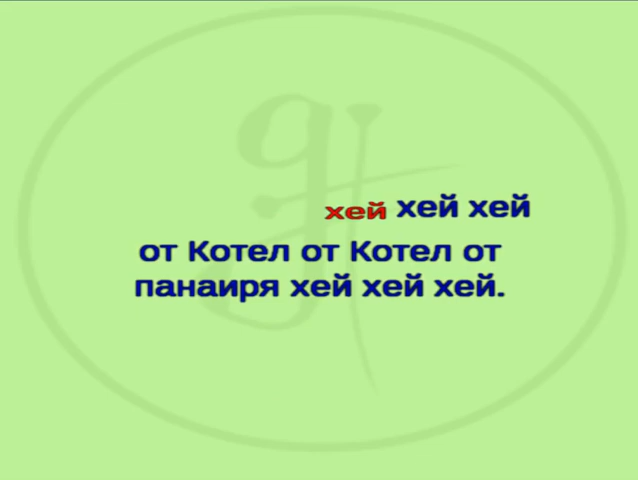 хей хей хей
от Котел от Котел от
панаиря хей хей хей.